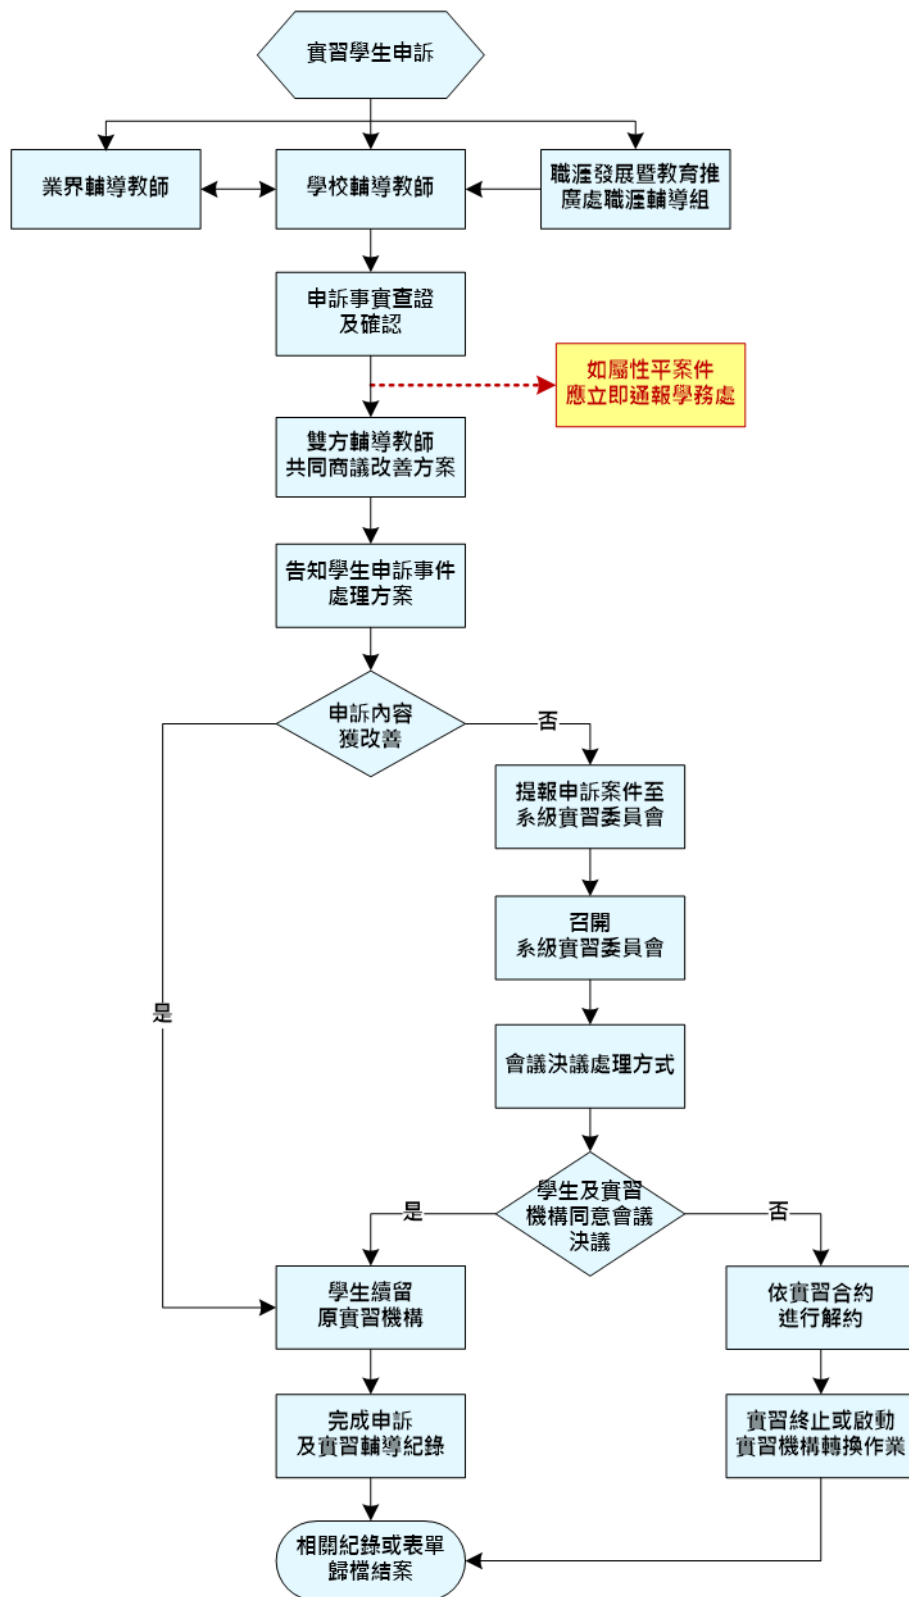 實習學生申訴
業界輔導教師
學校輔導教師
職涯發展暨教育推
廣處職涯輔導組
申訴事實查證
及確認
如屬性平案件
應立即通報學務處
雙方輔導教師
共同商議改善方案
告知學生申訴事件
處理方案
申訴內容
獲改善
否
提報申訴案件至
系級實習委員會
召開
系級實習委員會
是
會議決議處理方式
學生及實習
機構同意會議
決議
是
否
學生續留
原實習機構
依實習合約
進行解約
完成申訴
及實習輔導紀錄
實習終止或啟動
實習機構轉換作業
相關紀錄或表單
歸檔結案